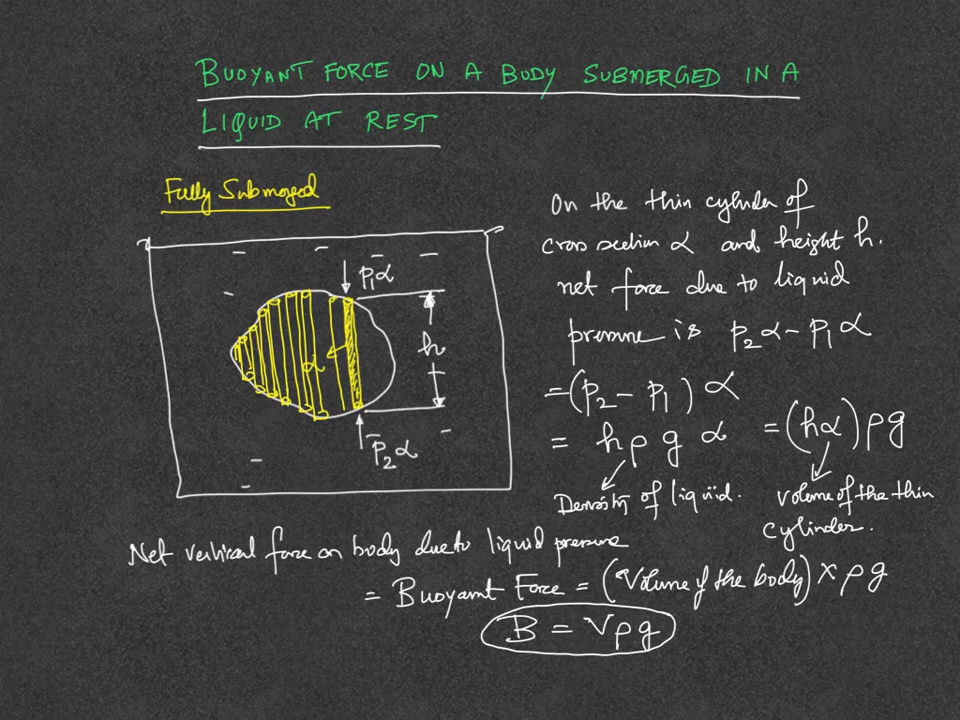 BUOYANT FORCE ON A BODY SUBMERGED IN A
LIQUID AT REST
Fully Submerged
p₁α
α
h
p₂α
On the thin cylinder of
cross section α and height h.
net force due to liquid
pressure is p₂α - p₁α
= (p₂ - p₁) α
= h ρ g α = (hα) ρg
Density of liquid. volume of the thin
cylinder.
Net vertical force on body due to liquid pressure
= Buoyant Force = (Volume of the body) × ρg
B = Vρg